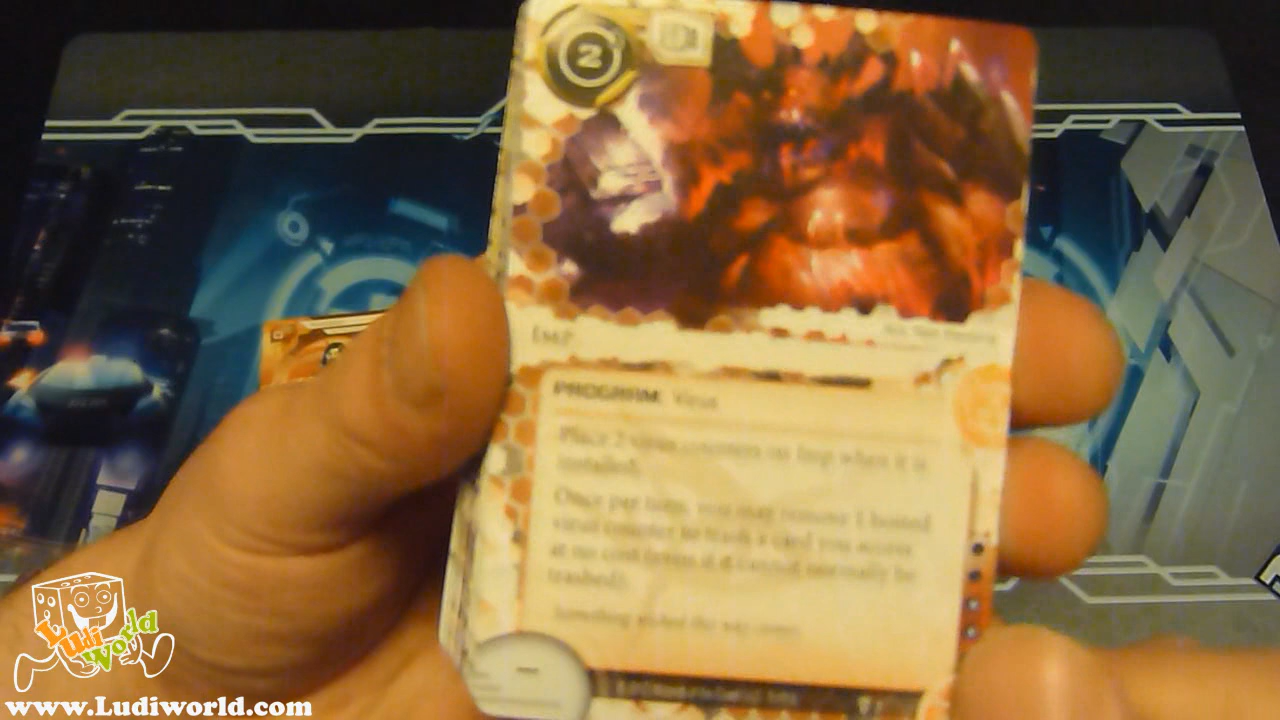 2
Imp
PROGRAM: Virus
Place 2 virus counters on Imp when it is
installed.
Once per turn, you may remove 1 hosted
virus counter to trash a card you access
at no cost (even if it cannot normally be
trashed).
–
Ludi
World
www.Ludiworld.com